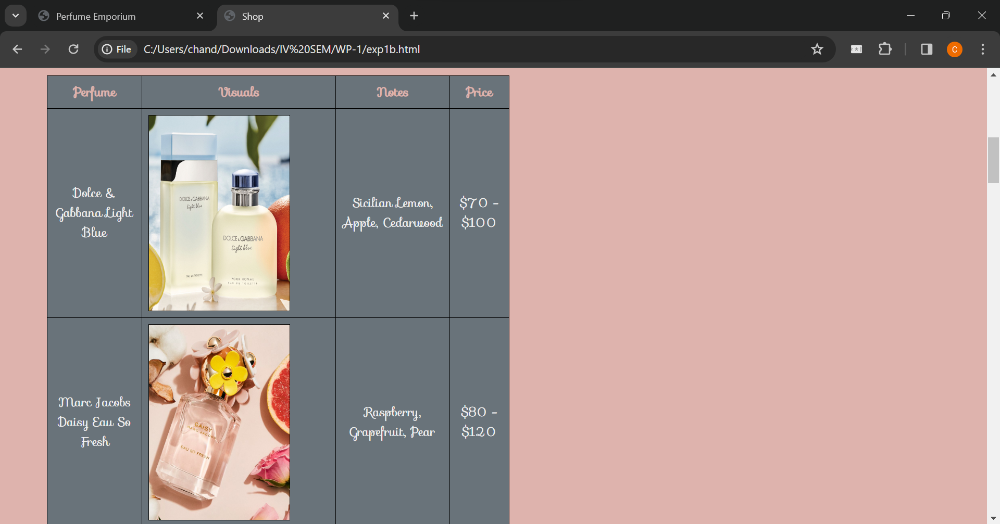 Perfume Emporium
Shop
File
C:/Users/chand/Downloads/IV%20SEM/WP-1/exp1b.html
C
Perfume Visuals Notes Price
Dolce &
Gabbana Light
Blue
DOLCE & GABBANA
light blue
EAU DE TOILETTE
DOLCE & GABBANA
light blue
POUR HOMME
EAU DE TOILETTE
Sicilian Lemon,
Apple, Cedarwood
$70 -
$100
Marc Jacobs
Daisy Eau So
Fresh
DAISY
MARC JACOBS
EAU SO FRESH
Raspberry,
Grapefruit, Pear
$80 -
$120